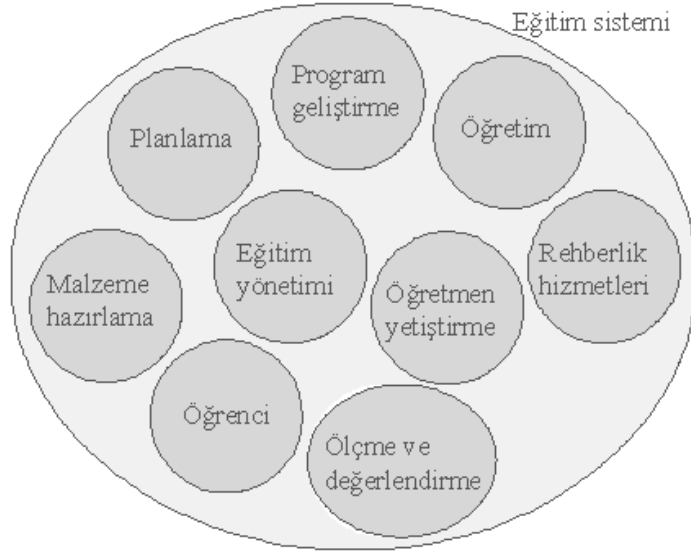 Eğitim sistemi
Program
geliştirme
Planlama
Öğretim
Eğitim
yönetimi
Rehberlik
hizmetleri
Malzeme
hazırlama
Öğretmen
yetiştirme
Öğrenci
Ölçme ve
değerlendirme